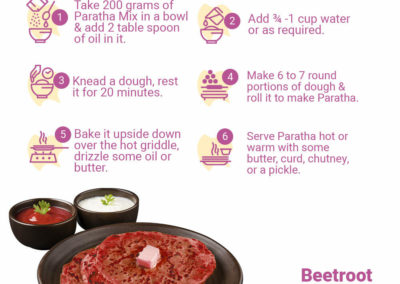 1
Take 200 grams of
Paratha Mix in a bowl
& add 2 table spoon
of oil in it.
2
Add ¾ -1 cup water
or as required.
3
Knead a dough, rest
it for 20 minutes.
4
Make 6 to 7 round
portions of dough &
roll it to make Paratha.
5
Bake it upside down
over the hot griddle,
drizzle some oil or
butter.
6
Serve Paratha hot or
warm with some
butter, curd, chutney,
or a pickle.
Beetroot